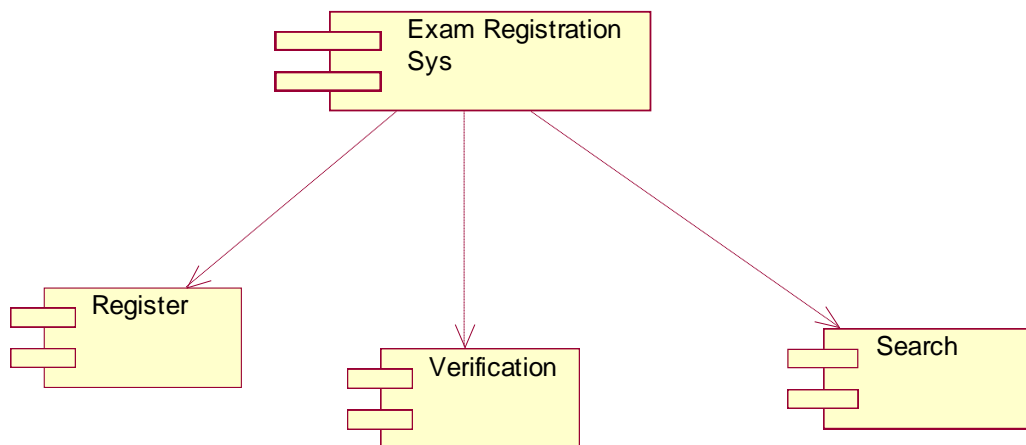 Exam Registration
Sys
Register
Verification
Search